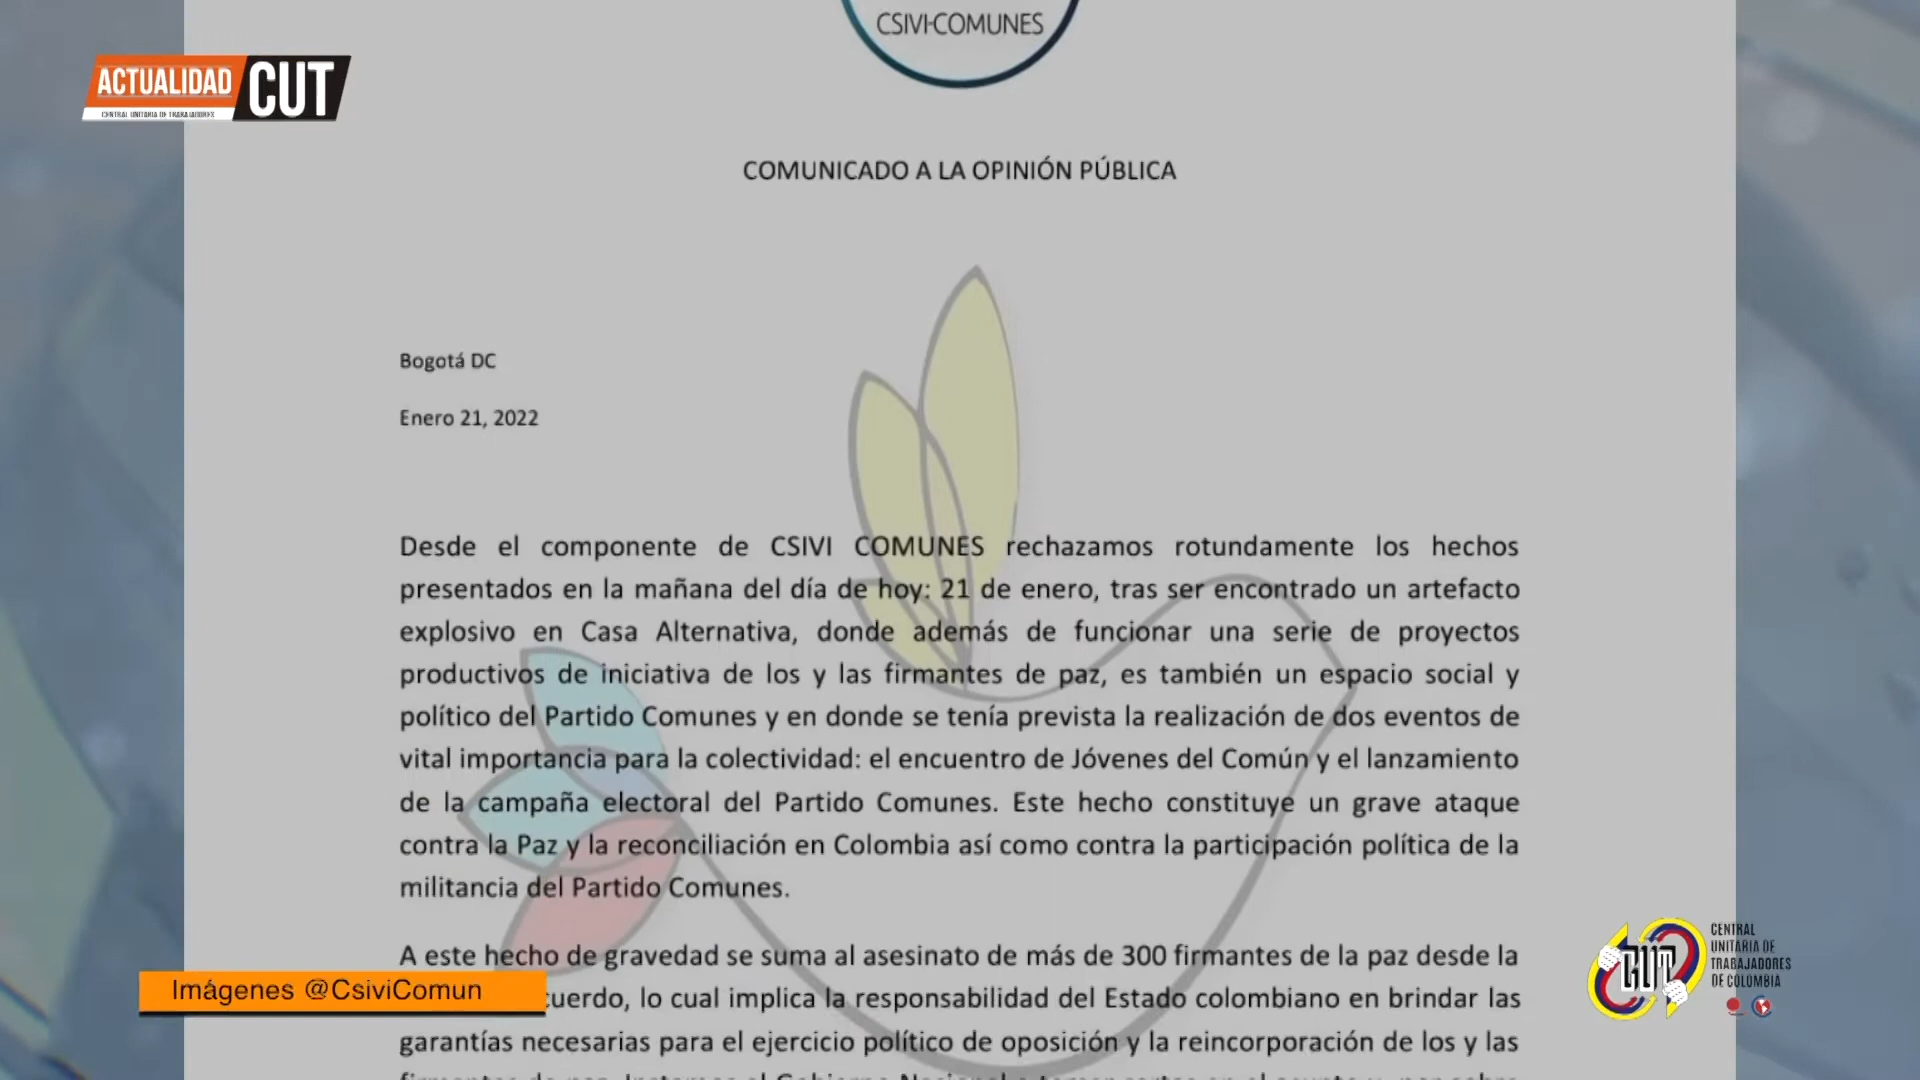 CSIVI-COMUNES
ACTUALIDAD CUT
CENTRAL UNITARIA DE TRABAJADORES
COMUNICADO A LA OPINIÓN PÚBLICA
Bogotá DC
Enero 21, 2022
Desde el componente de CSIVI COMUNES rechazamos rotundamente los hechos
presentados en la mañana del día de hoy: 21 de enero, tras ser encontrado un artefacto
explosivo en Casa Alternativa, donde además de funcionar una serie de proyectos
productivos de iniciativa de los y las firmantes de paz, es también un espacio social y
político del Partido Comunes y en donde se tenía prevista la realización de dos eventos de
vital importancia para la colectividad: el encuentro de Jóvenes del Común y el lanzamiento
de la campaña electoral del Partido Comunes. Este hecho constituye un grave ataque
contra la Paz y la reconciliación en Colombia así como contra la participación política de la
militancia del Partido Comunes.
A este hecho de gravedad se suma al asesinato de más de 300 firmantes de la paz desde la
cuerdo, lo cual implica la responsabilidad del Estado colombiano en brindar las
garantías necesarias para el ejercicio político de oposición y la reincorporación de los y las
Imágenes @CsiviComun
CUT
CENTRAL
UNITARIA DE
TRABAJADORES
DE COLOMBIA